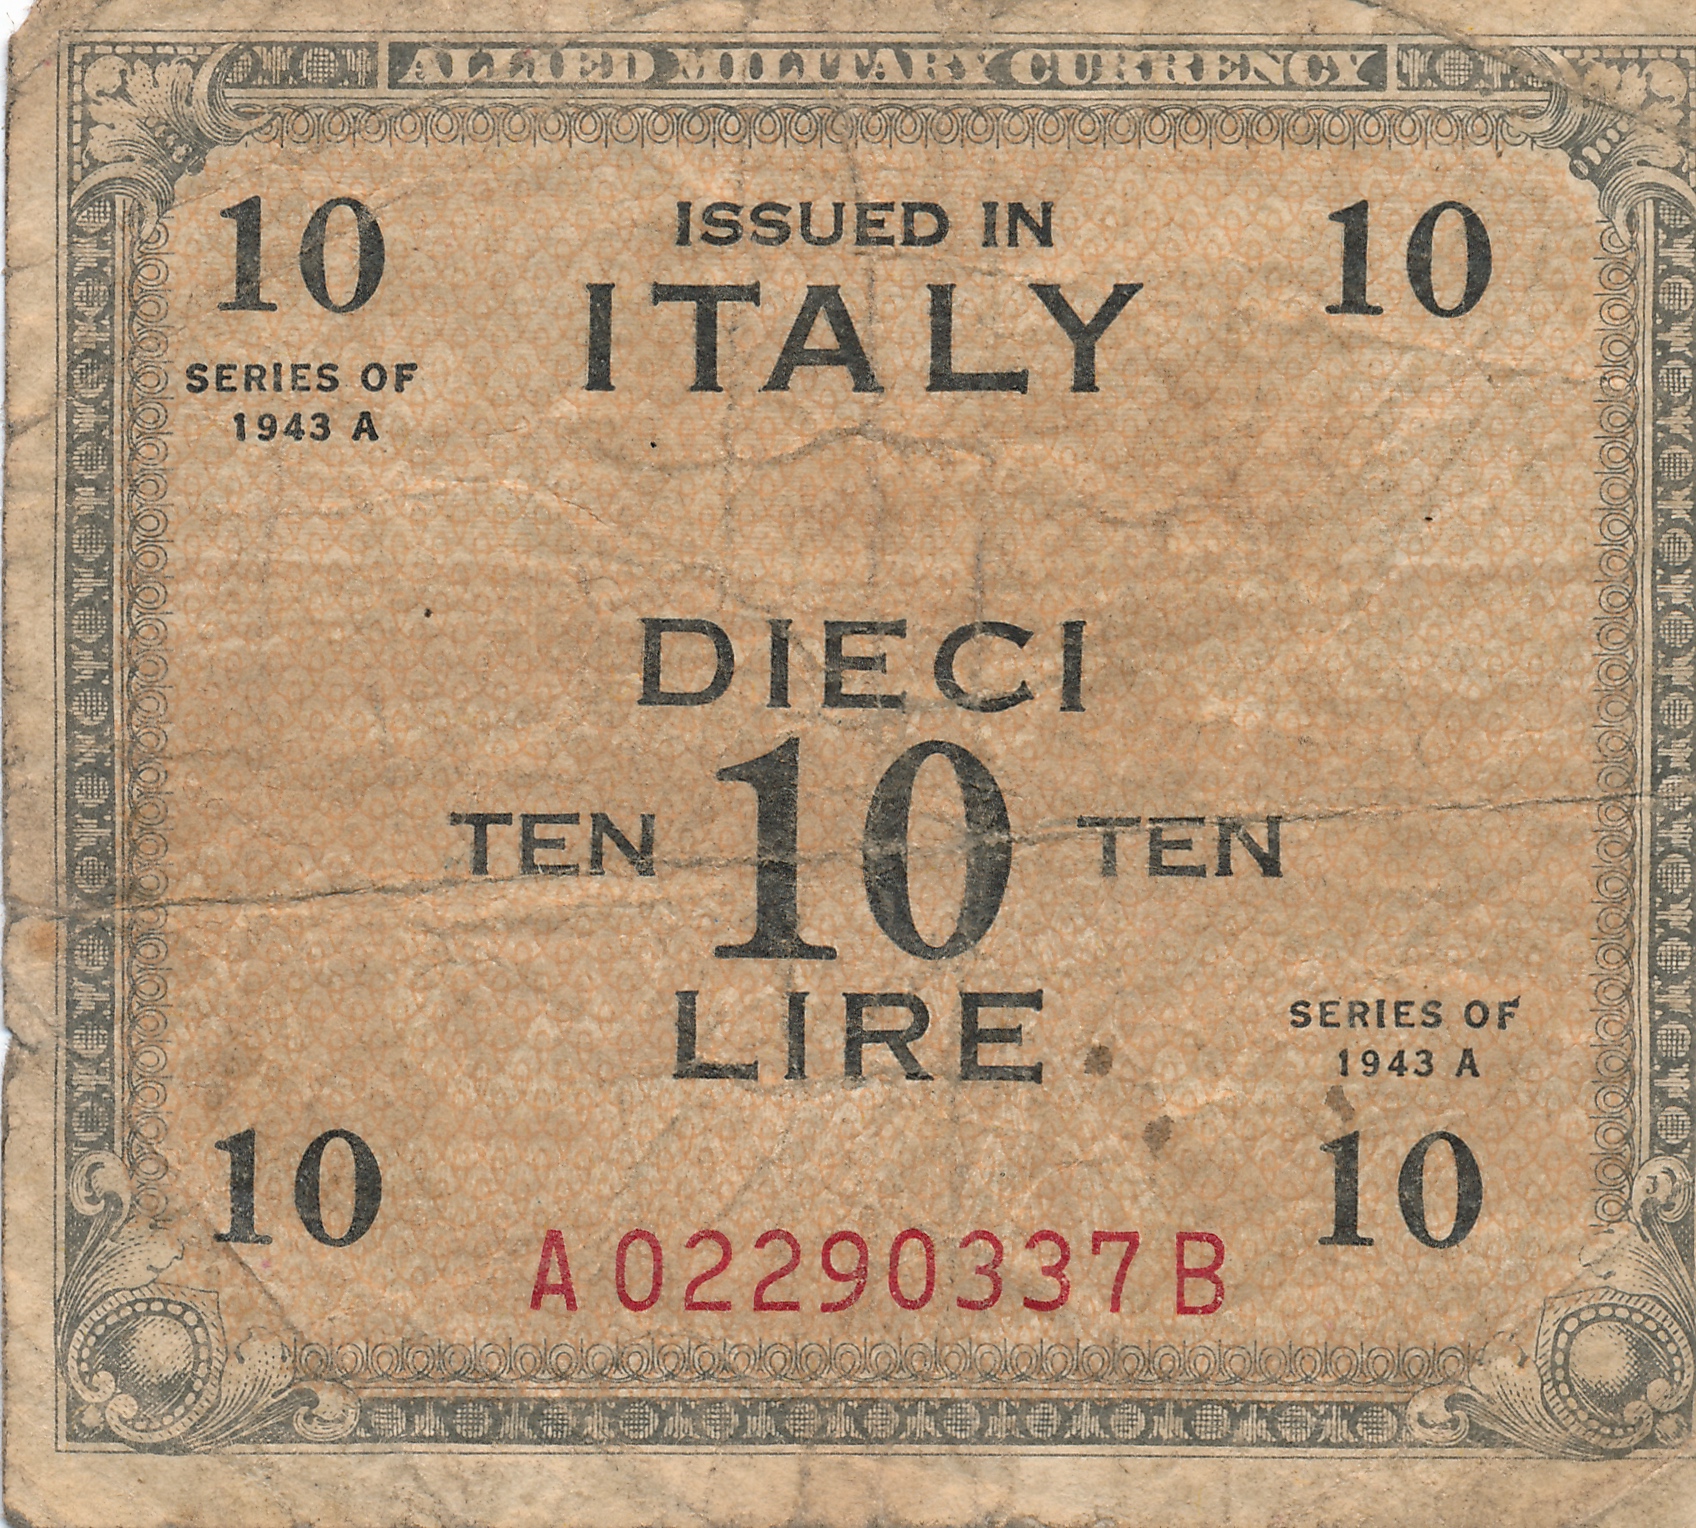 ALLIED MILITARY CURRENCY
10 ISSUED IN 10
ITALY
SERIES OF
1943 A
DIECI
TEN 10 TEN
LIRE
SERIES OF
1943 A
10 10
A02290337B